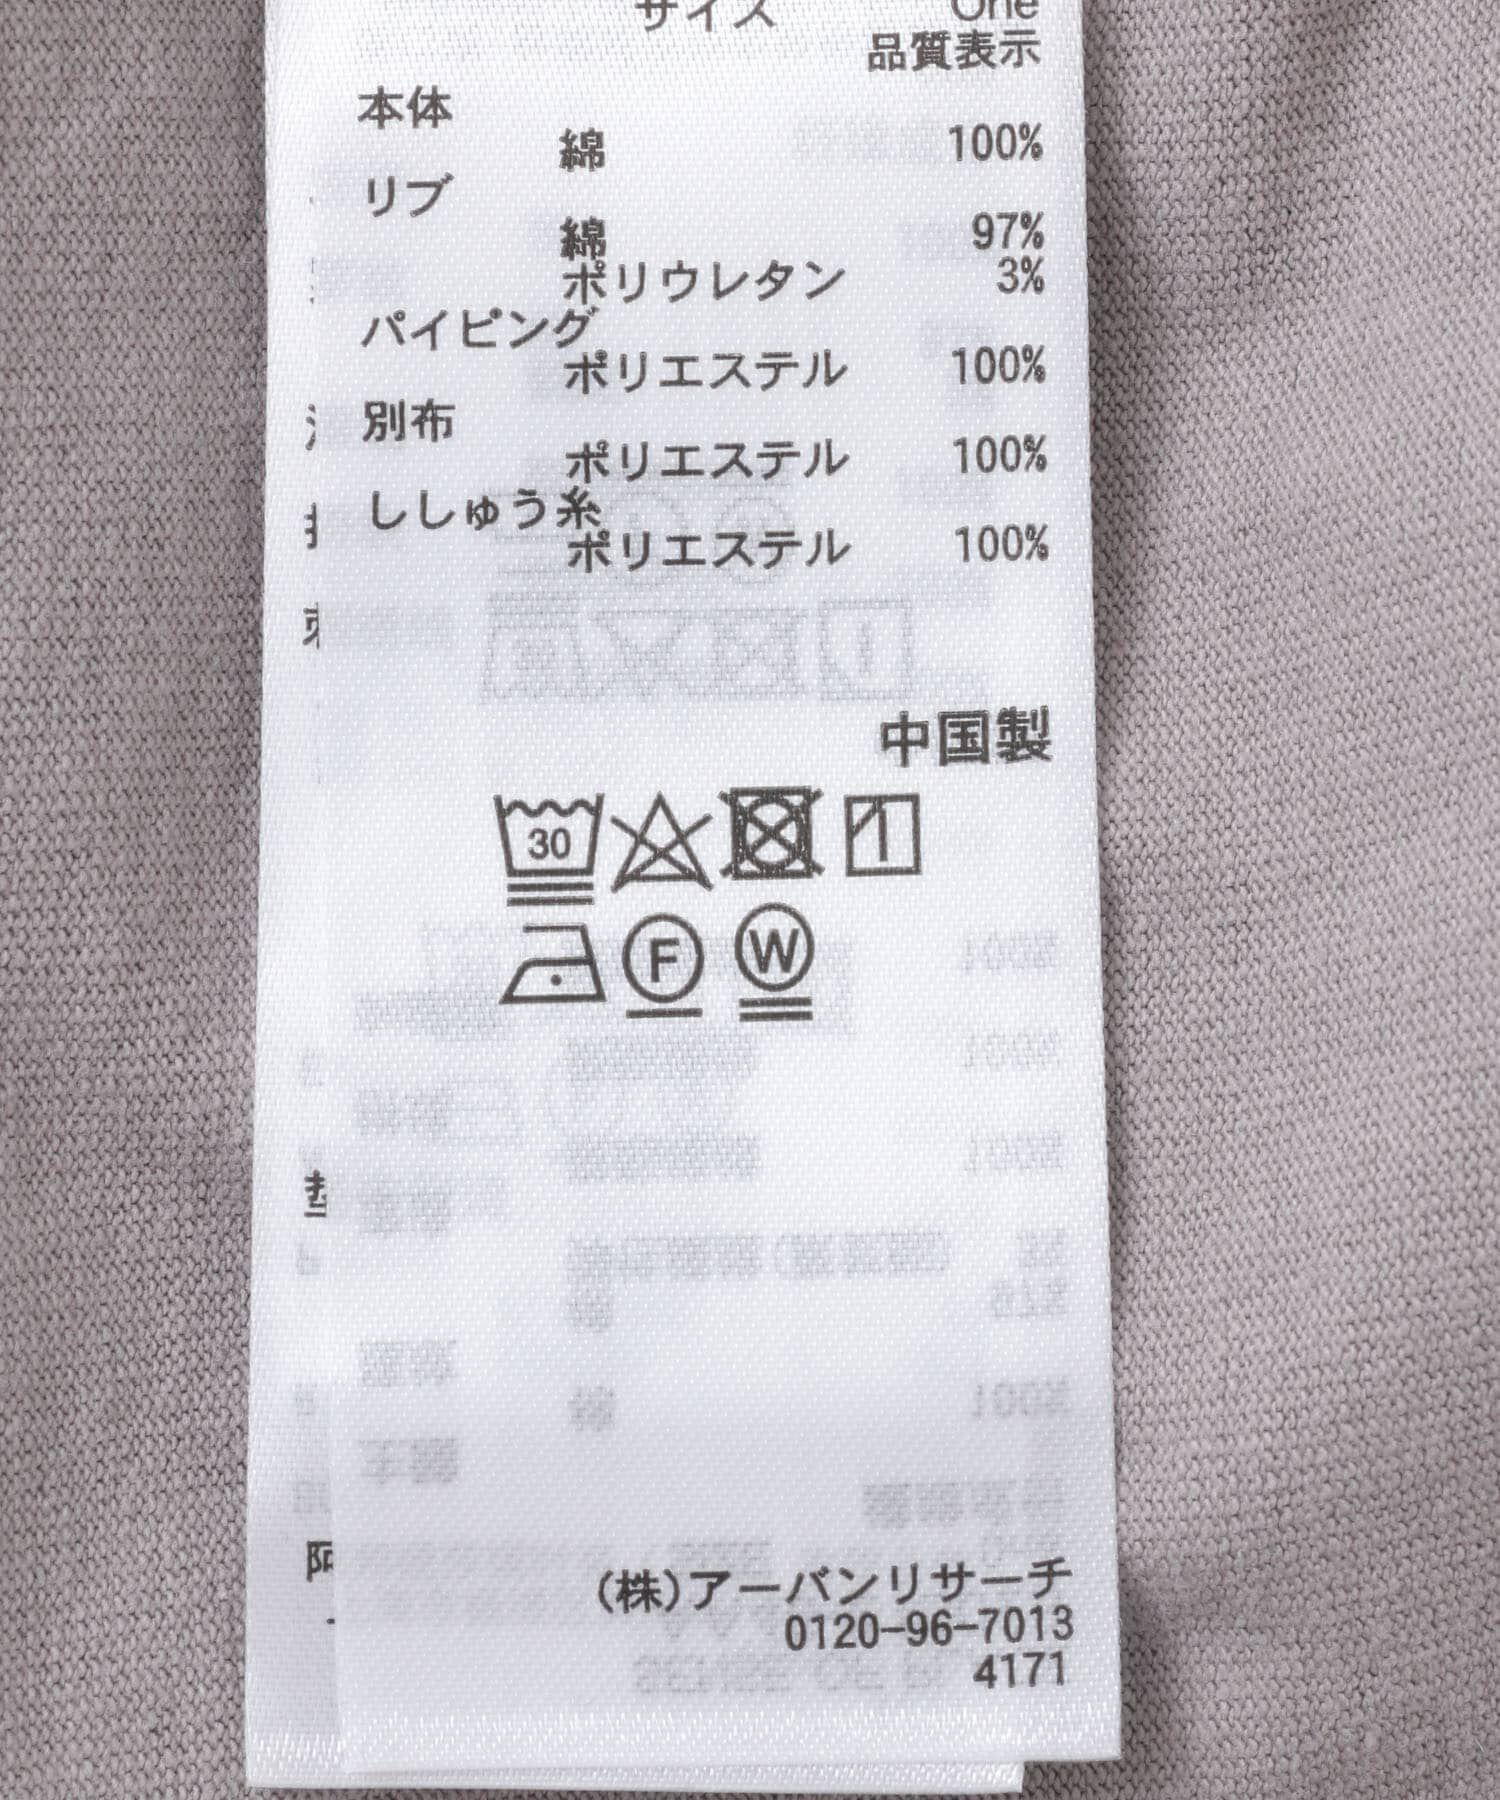 サイズ One
品質表示
本体
綿 100%
リブ
綿 97%
ポリウレタン 3%
パイピング
ポリエステル 100%
別布
ポリエステル 100%
ししゅう糸
ポリエステル 100%
中国製
30
F W
(株)アーバンリサーチ
0120-96-7013
4171